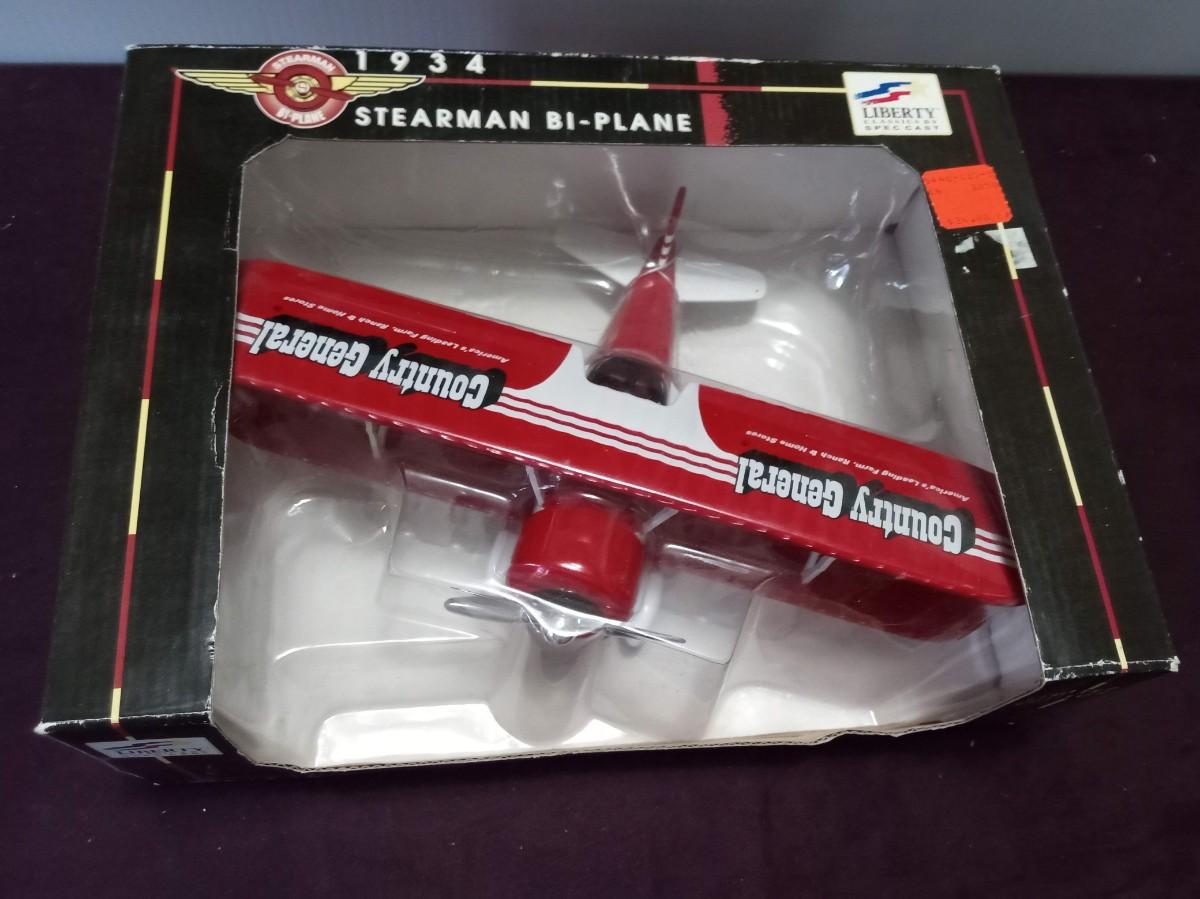 1934
STEARMAN BI-PLANE
STEARMAN
BI-PLANE
LIBERTY
CLASSICS BY
SPEC CAST
America's Leading Farm, Ranch & Home Stores
Country General
America's Leading Farm, Ranch & Home Stores
Country General
LIBERTY